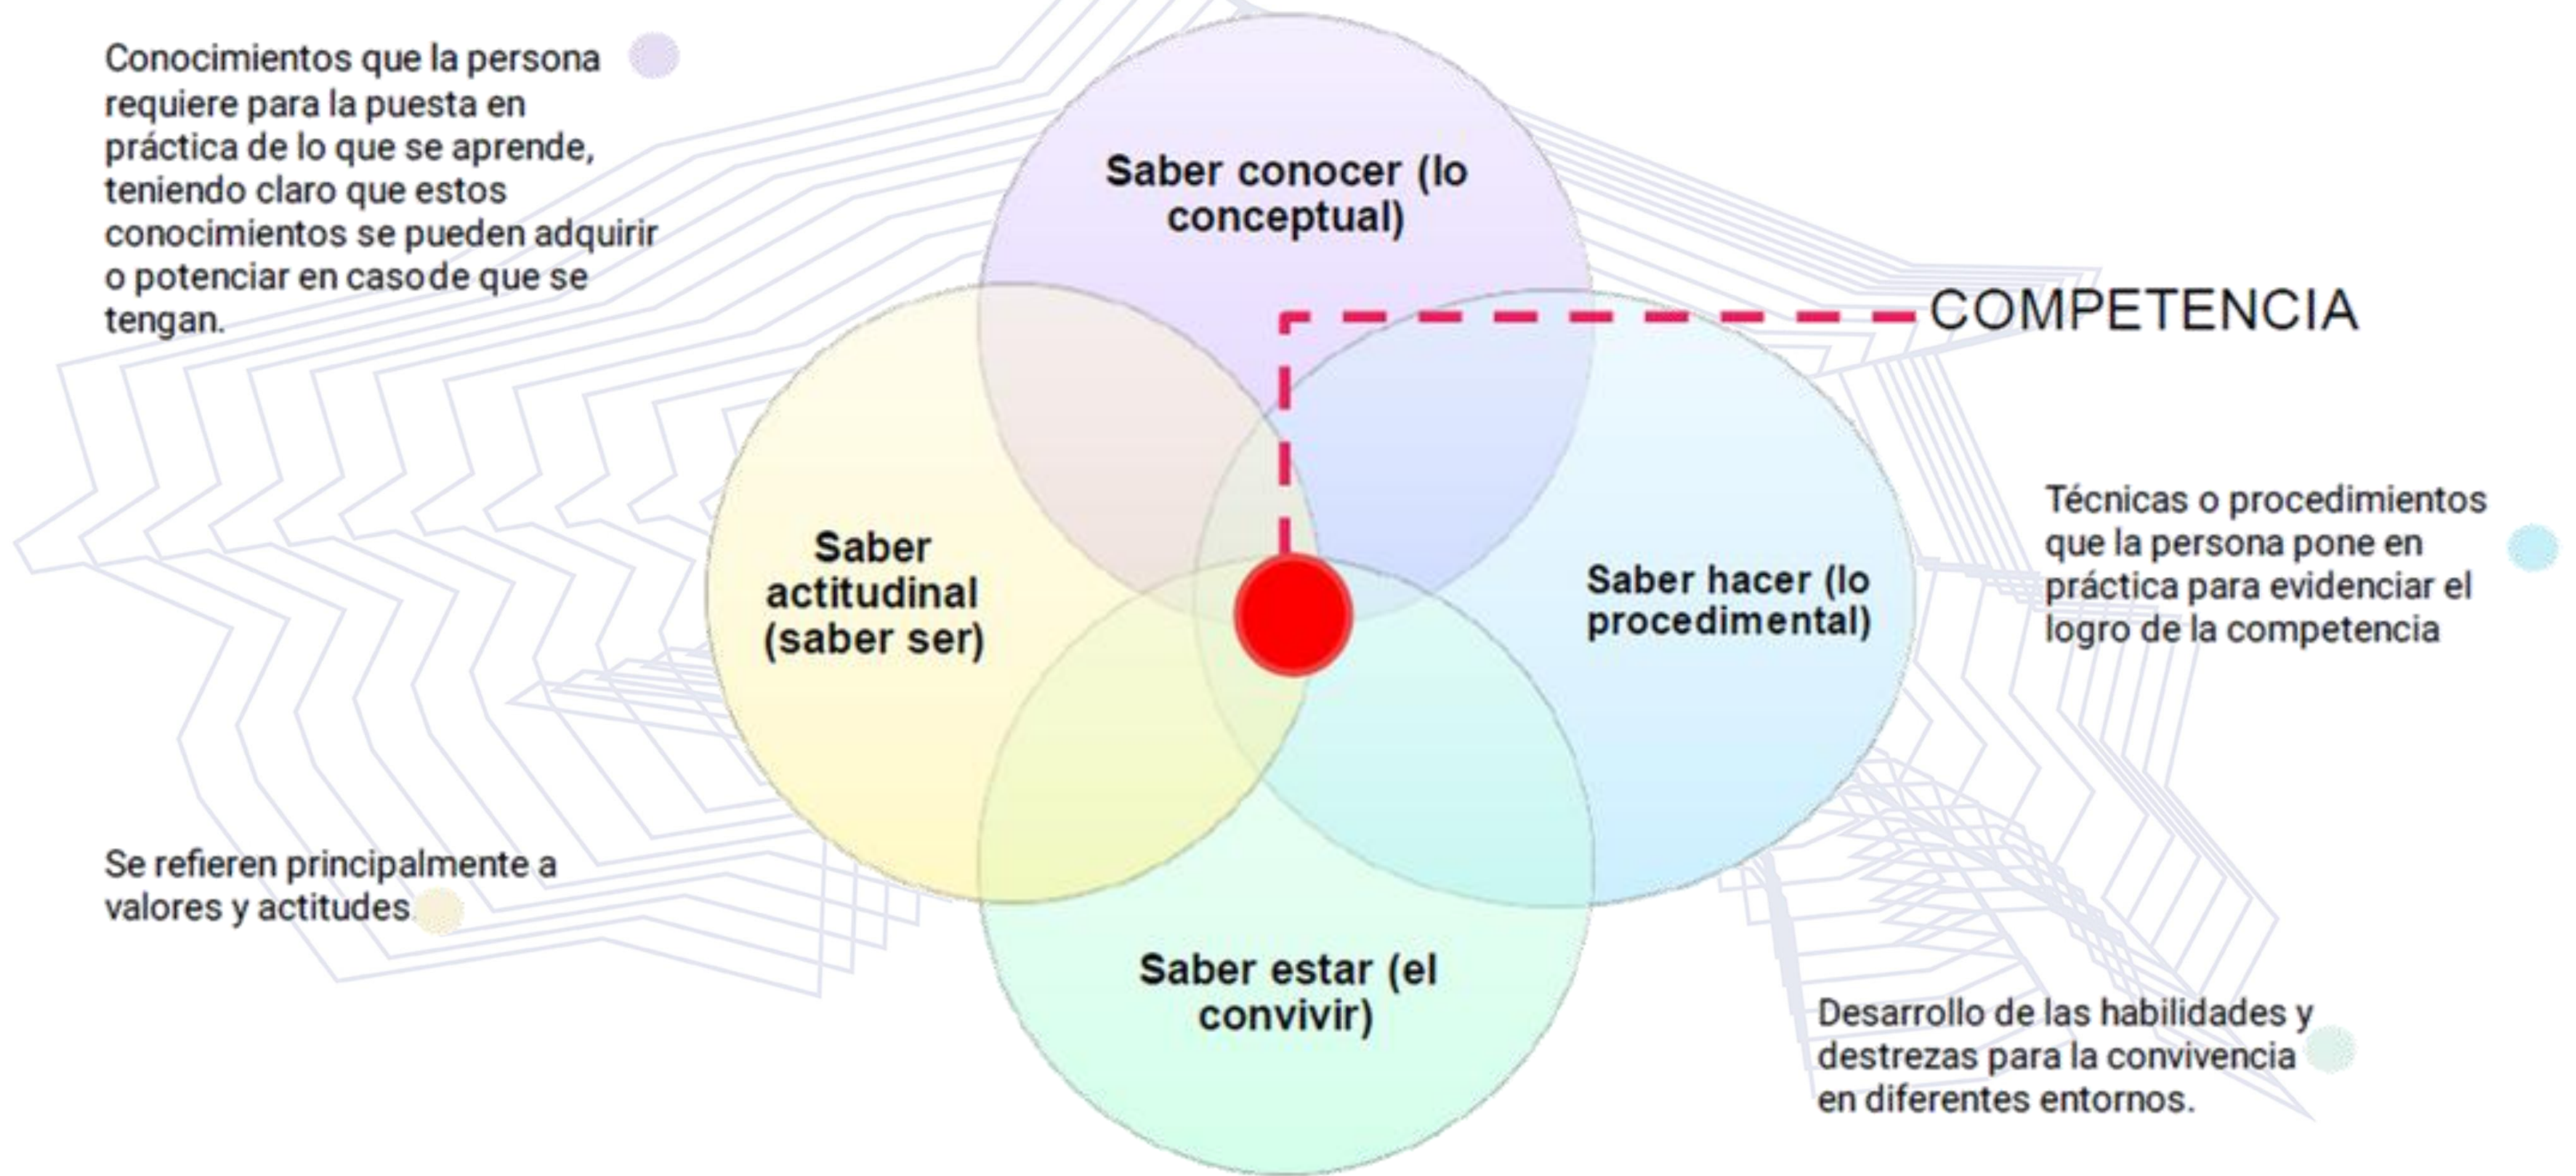 Conocimientos que la persona
requiere para la puesta en
práctica de lo que se aprende,
teniendo claro que estos
conocimientos se pueden adquirir
o potenciar en casode que se
tengan.
Saber conocer (lo
conceptual)
COMPETENCIA
Saber
actitudinal
(saber ser)
Saber hacer (lo
procedimental)
Técnicas o procedimientos
que la persona pone en
práctica para evidenciar el
logro de la competencia
Se refieren principalmente a
valores y actitudes
Saber estar (el
convivir)
Desarrollo de las habilidades y
destrezas para la convivencia
en diferentes entornos.